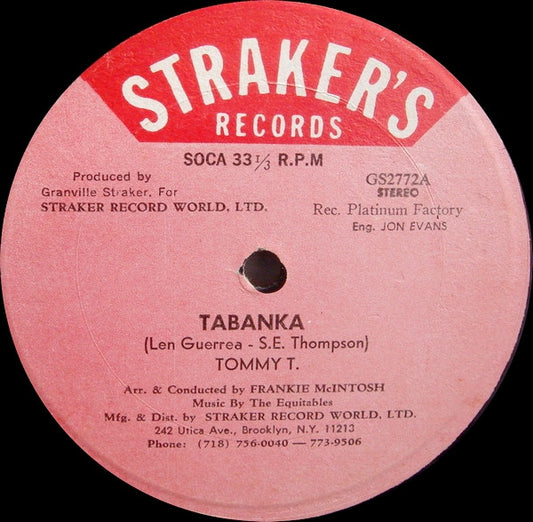 STRAKER'S
RECORDS
SOCA 33 1/3 R.P.M
Produced by
Granville Straker, For
STRAKER RECORD WORLD, LTD.
GS2772A
STEREO
Rec. Platinum Factory
Eng. JON EVANS
TABANKA
(Len Guerrea - S.E. Thompson)
TOMMY T.
Arr. & Conducted by FRANKIE McINTOSH
Music By The Equitables
Mfg. & Dist. by STRAKER RECORD WORLD, LTD.
242 Utica Ave., Brooklyn, N.Y. 11213
Phone: (718) 756-0040 — 773-9506